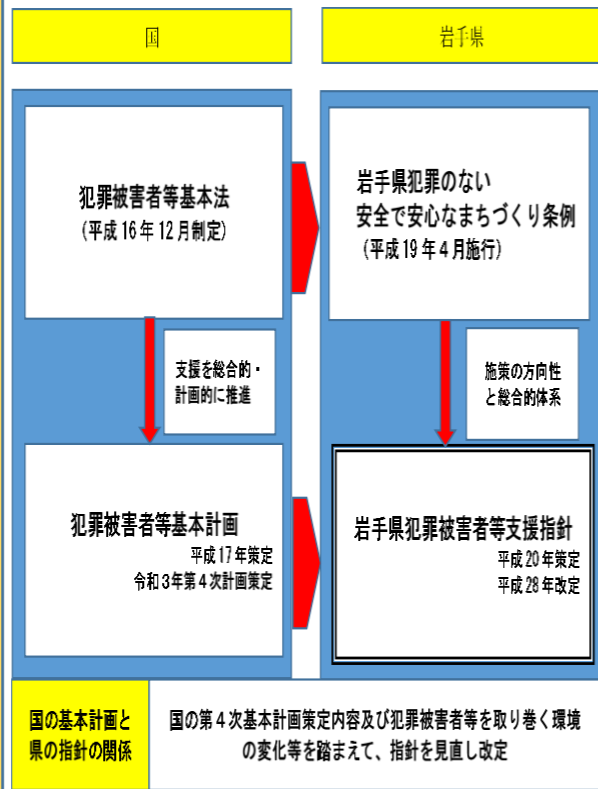 国
岩手県
犯罪被害者等基本法
(平成16年12月制定)
岩手県犯罪のない
安全で安心なまちづくり条例
(平成19年4月施行)
支援を総合的・
計画的に推進
施策の方向性
と総合的体系
犯罪被害者等基本計画
平成17年策定
令和3年第4次計画策定
岩手県犯罪被害者等支援指針
平成20年策定
平成28年改定
国の基本計画と
県の指針の関係
国の第4次基本計画策定内容及び犯罪被害者等を取り巻く環境
の変化等を踏まえて、指針を見直し改定